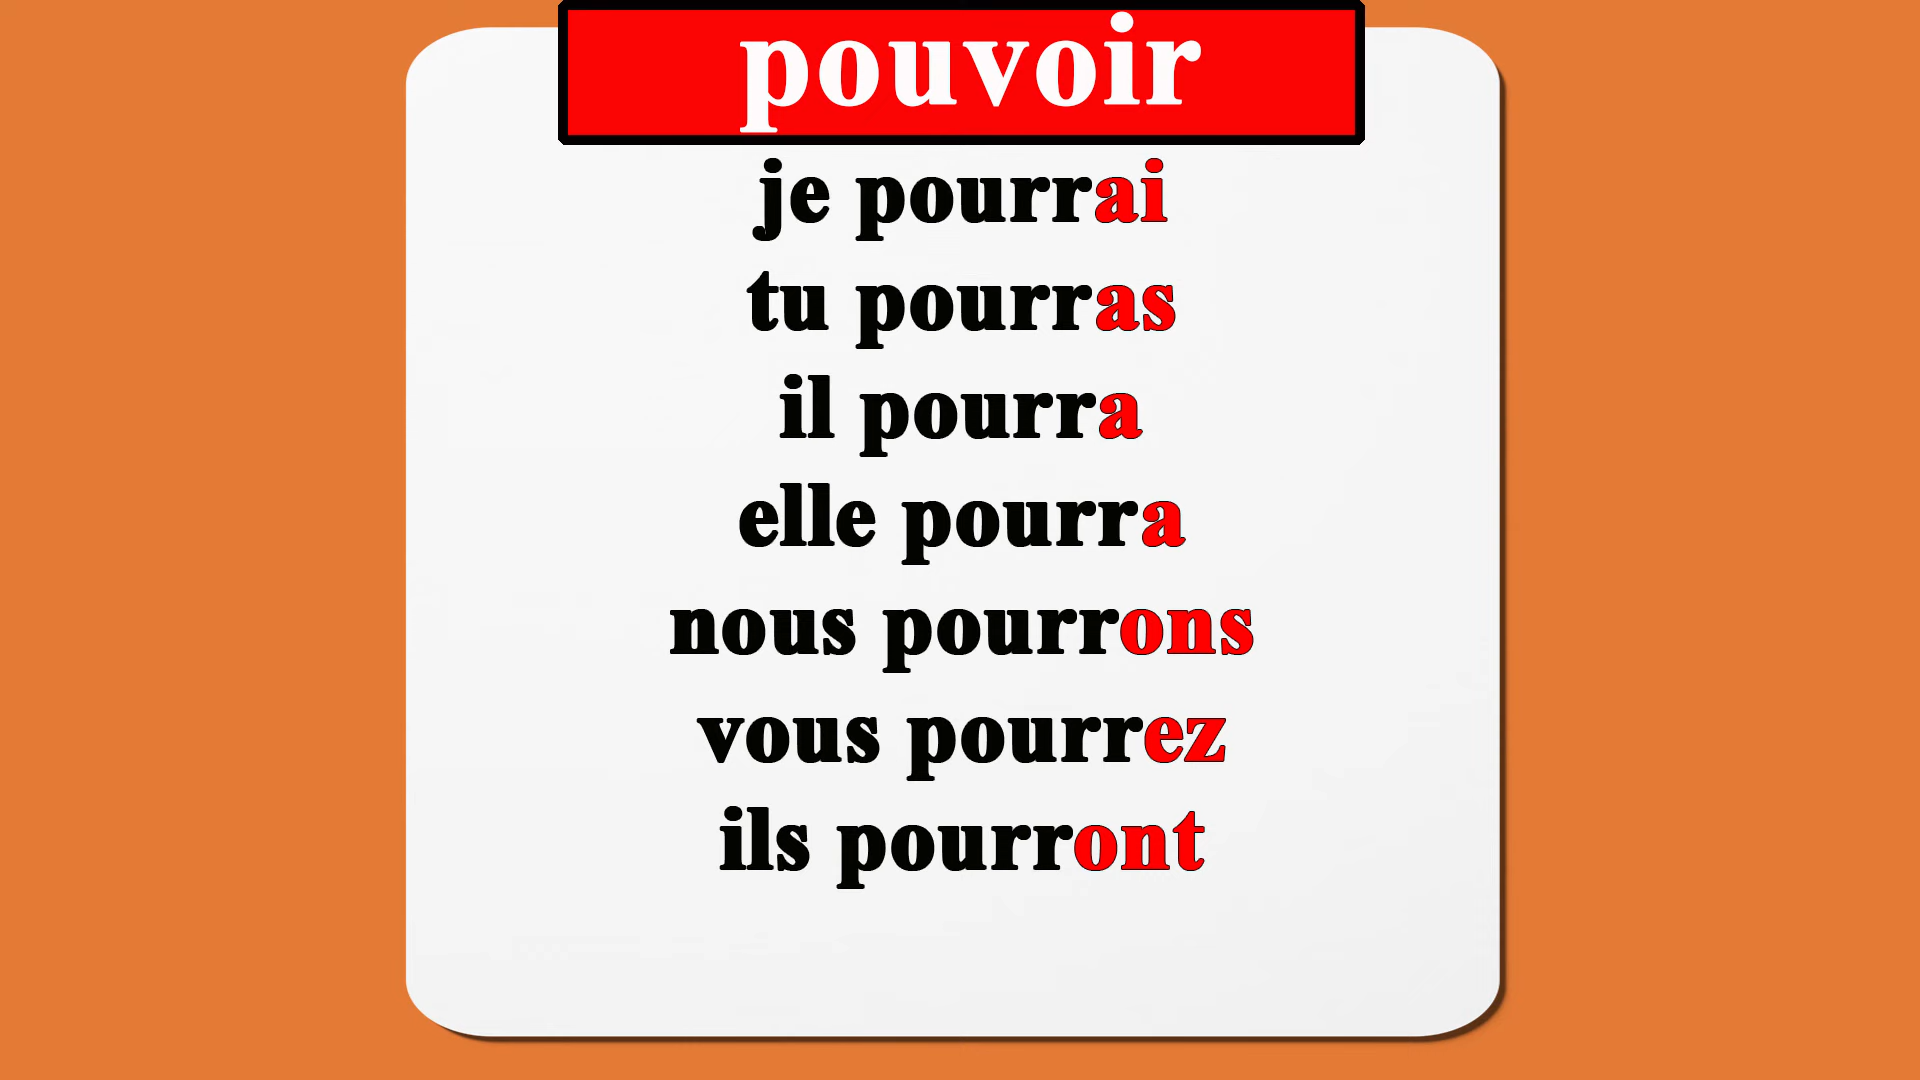 pouvoir
je pourrai
tu pourras
il pourra
elle pourra
nous pourrons
vous pourrez
ils pourront